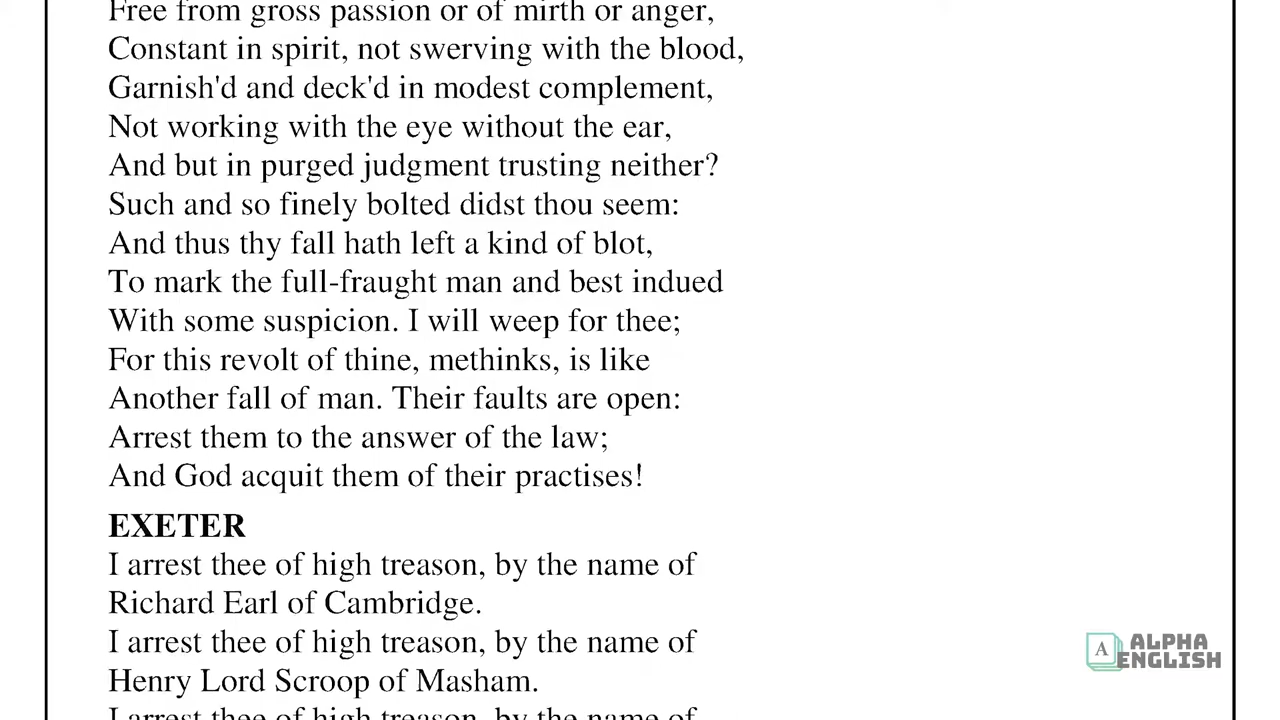 Free from gross passion or of mirth or anger,
Constant in spirit, not swerving with the blood,
Garnish'd and deck'd in modest complement,
Not working with the eye without the ear,
And but in purged judgment trusting neither?
Such and so finely bolted didst thou seem:
And thus thy fall hath left a kind of blot,
To mark the full-fraught man and best indued
With some suspicion. I will weep for thee;
For this revolt of thine, methinks, is like
Another fall of man. Their faults are open:
Arrest them to the answer of the law;
And God acquit them of their practises!
EXETER
I arrest thee of high treason, by the name of
Richard Earl of Cambridge.
I arrest thee of high treason, by the name of
Henry Lord Scroop of Masham.
I arrest thee of high treason, by the name of
A ALPHA
ENGLISH